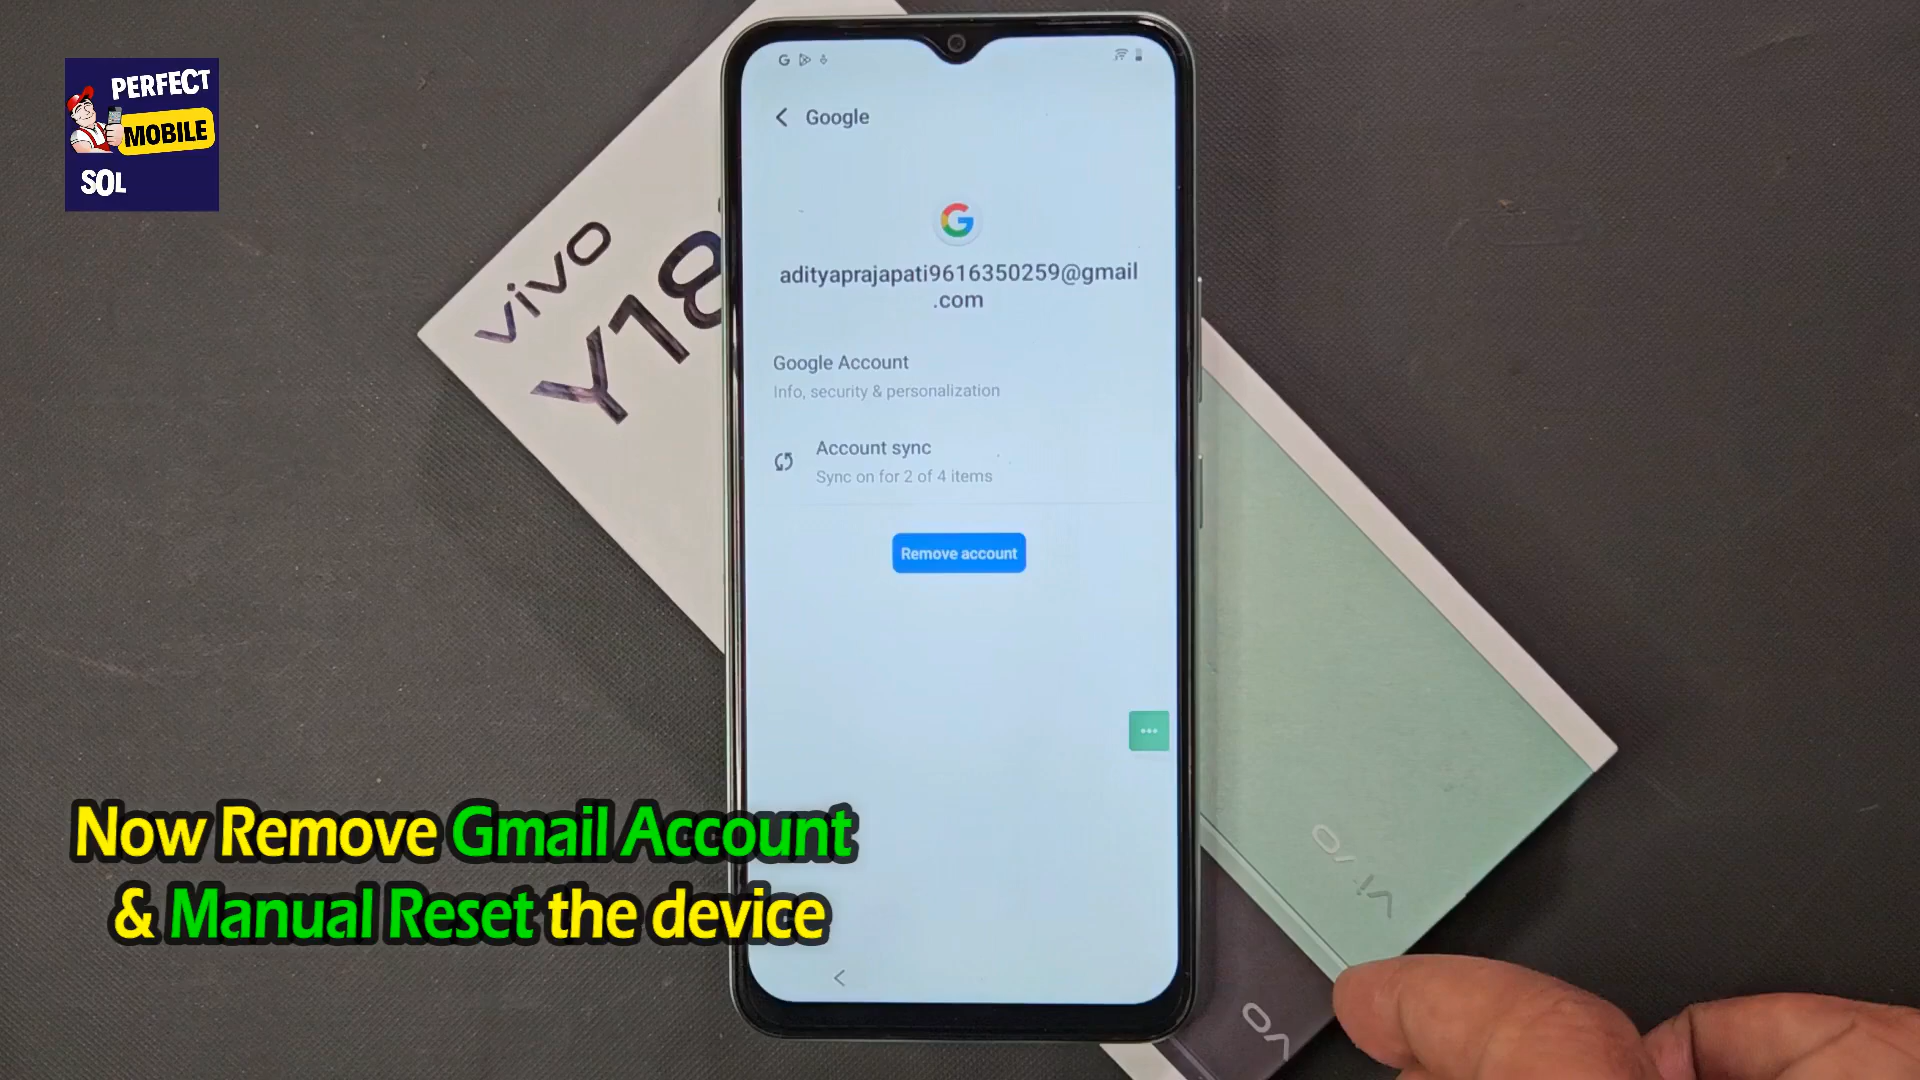 PERFECT
MOBILE
SOL
vivo
Y18
Google
G
adityaprajapati9616350259@gmail
.com
Google Account
Info, security & personalization
Account sync
Sync on for 2 of 4 items
Remove account
vivo
Now Remove Gmail Account
& Manual Reset the device
vo